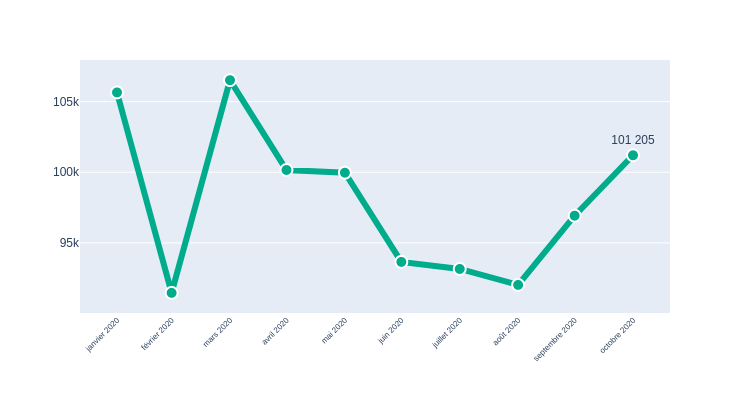 105k
100k
95k
101 205
janvier 2020
février 2020
mars 2020
avril 2020
mai 2020
juin 2020
juillet 2020
août 2020
septembre 2020
octobre 2020